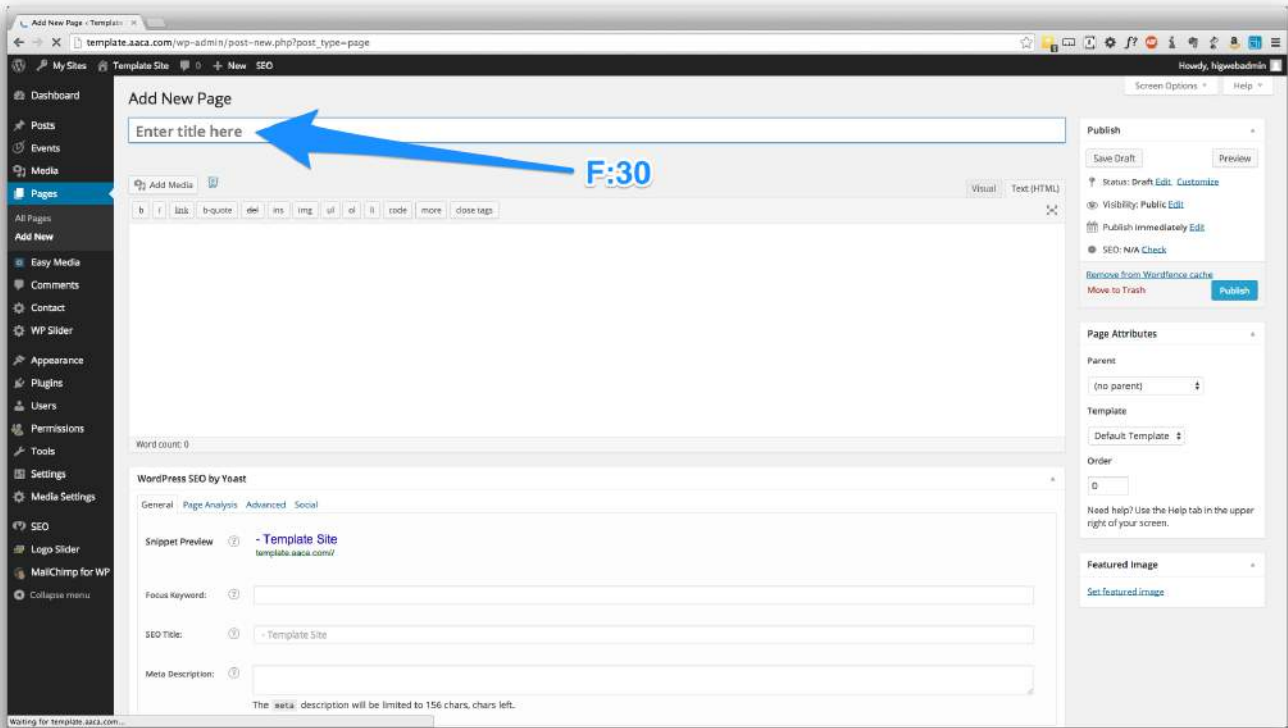 Add New Page ‹ Template
template.aaca.com/wp-admin/post-new.php?post_type=page
My Sites Template Site 0 + New SEO
Howdy, higwebadmin
Screen Options Help
Dashboard
Posts
Events
Media
Pages
All Pages
Add New
Easy Media
Comments
Contact
WP Slider
Appearance
Plugins
Users
Permissions
Tools
Settings
Media Settings
SEO
Logo Slider
MailChimp for WP
Collapse menu
Add New Page
Enter title here
F:30
Add Media
Visual Text (HTML)
b i link b-quote del ins img ul ol li code more close tags
Word count: 0
WordPress SEO by Yoast
General Page Analysis Advanced Social
Snippet Preview
- Template Site
template.aaca.com//
Focus Keyword:
SEO Title: - Template Site
Meta Description:
The meta description will be limited to 156 chars, chars left.
Publish
Save Draft Preview
Status: Draft Edit Customize
Visibility: Public Edit
Publish immediately Edit
SEO: N/A Check
Remove from Wordfence cache
Move to Trash Publish
Page Attributes
Parent
(no parent)
Template
Default Template
Order
0
Need help? Use the Help tab in the upper
right of your screen.
Featured Image
Set featured image
Waiting for template.aaca.com...